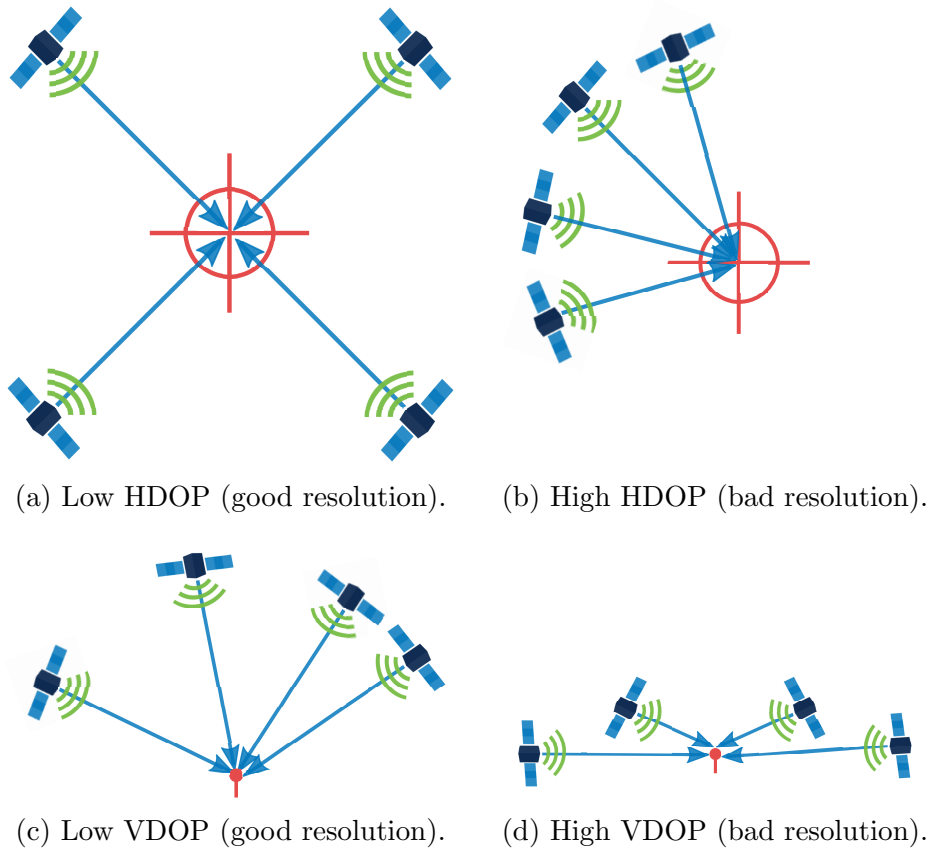 (a) Low HDOP (good resolution).
(b) High HDOP (bad resolution).
(c) Low VDOP (good resolution).
(d) High VDOP (bad resolution).